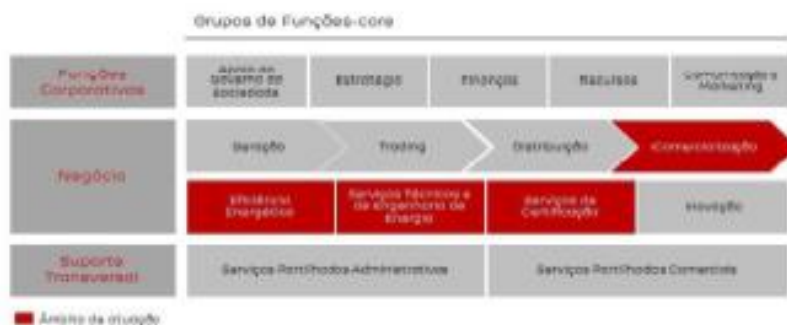 Grupos de Funções-core
Funções
Corporativas
Apoio ao
Governo da
Sociedade
Estratégia
Finanças
Recursos
Comunicação e
Marketing
Negócio
Geração
Trading
Distribuição
Comercialização
Eficiência
Energética
Serviços Técnicos e
de Engenharia de
Energia
Serviços de
Certificação
Inovação
Suporte
Transversal
Serviços Partilhados Administrativos
Serviços Partilhados Comerciais
Âmbito de atuação